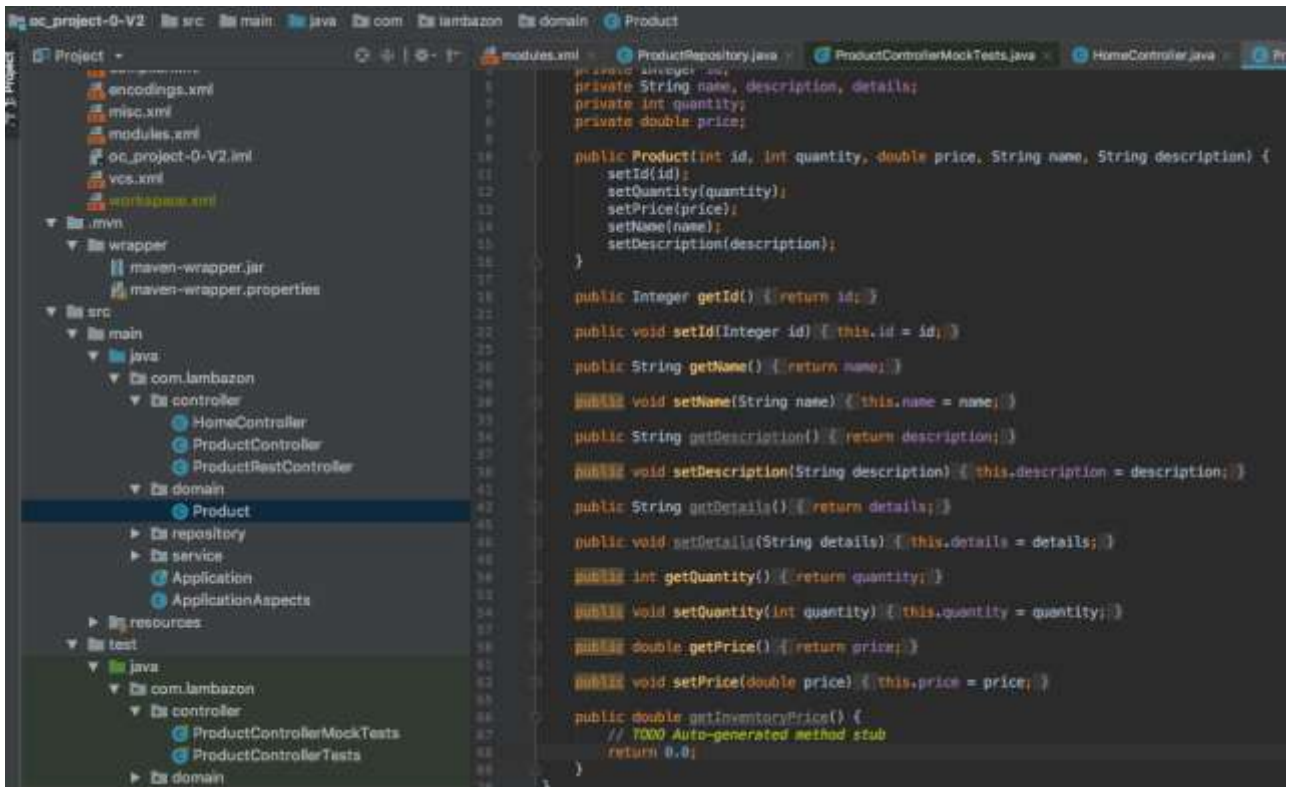 oc_project-0-V2 src main java com lambazon domain Product
Project
modules.xml ProductRepository.java ProductControllerMockTests.java HomeController.java
encodings.xml
misc.xml
modules.xml
oc_project-0-V2.iml
vcs.xml
workspace.xml
.mvn
wrapper
maven-wrapper.jar
maven-wrapper.properties
src
main
java
com.lambazon
controller
HomeController
ProductController
ProductRestController
domain
Product
repository
service
Application
ApplicationAspects
resources
test
java
com.lambazon
controller
ProductControllerMockTests
ProductControllerTests
domain
private Integer id;
private String name, description, details;
private int quantity;
private double price;
public Product(int id, int quantity, double price, String name, String description) {
setId(id);
setQuantity(quantity);
setPrice(price);
setName(name);
setDescription(description);
}
public Integer getId() { return id; }
public void setId(Integer id) { this.id = id; }
public String getName() { return name; }
public void setName(String name) { this.name = name; }
public String getDescription() { return description; }
public void setDescription(String description) { this.description = description; }
public String getDetails() { return details; }
public void setDetails(String details) { this.details = details; }
public int getQuantity() { return quantity; }
public void setQuantity(int quantity) { this.quantity = quantity; }
public double getPrice() { return price; }
public void setPrice(double price) { this.price = price; }
public double getInventoryPrice() {
// TODO Auto-generated method stub
return 0.0;
}
}